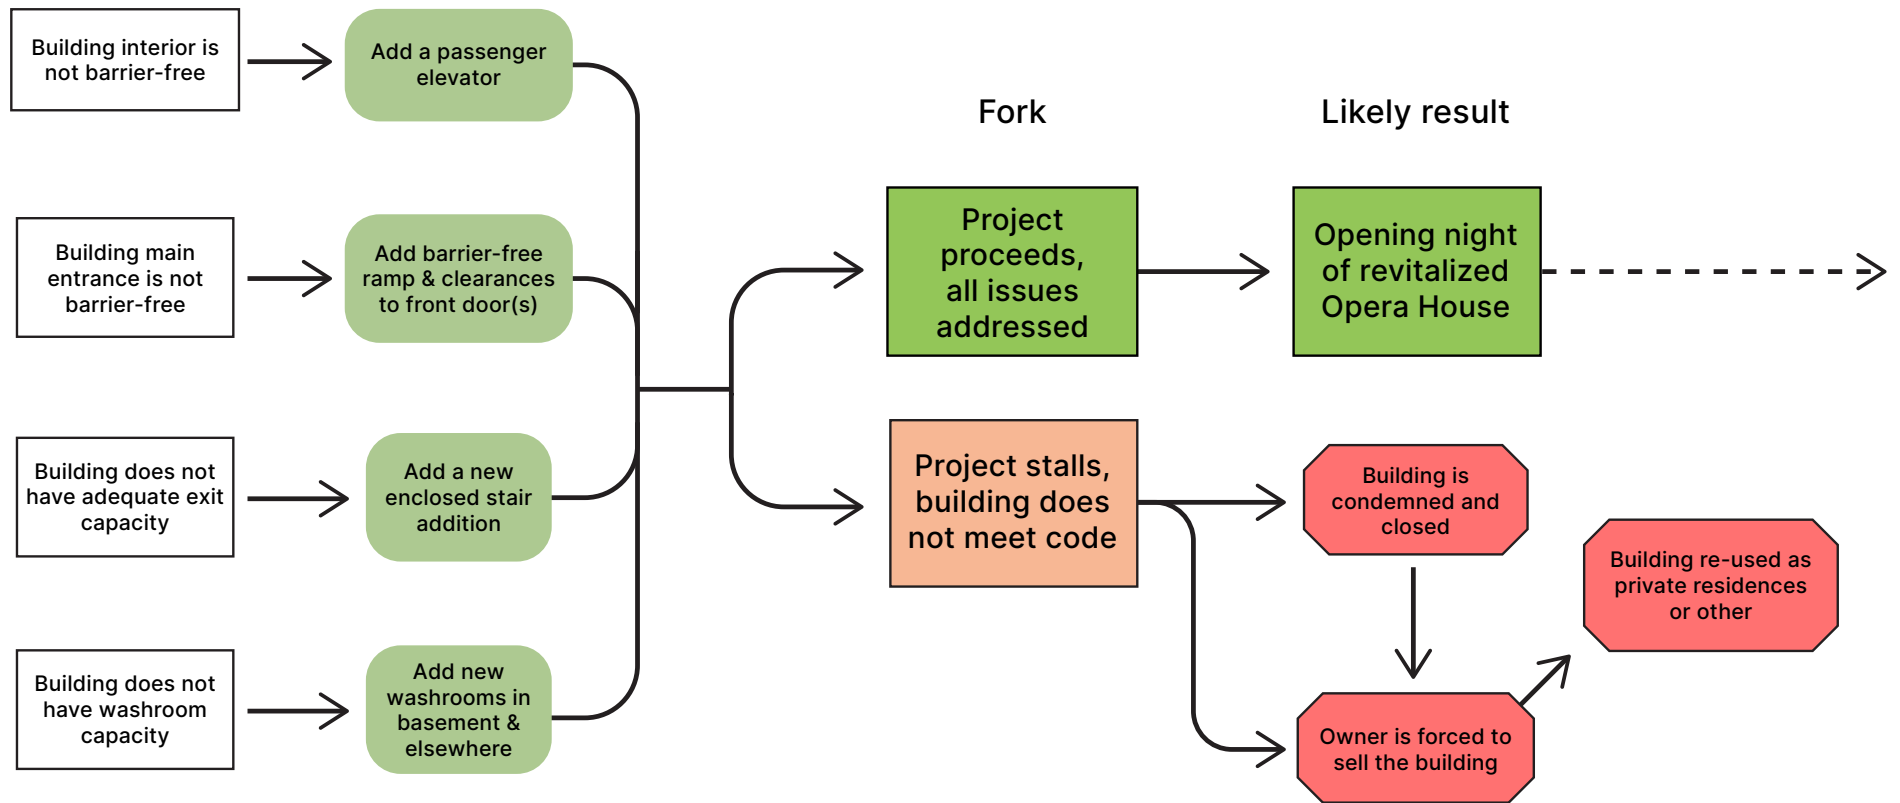 Building interior is
not barrier-free
Add a passenger
elevator
Fork
Likely result
Building main
entrance is not
barrier-free
Add barrier-free
ramp & clearances
to front door(s)
Project
proceeds,
all issues
addressed
Opening night
of revitalized
Opera House
Building does not
have adequate exit
capacity
Add a new
enclosed stair
addition
Project stalls,
building does
not meet code
Building is
condemned and
closed
Building re-used as
private residences
or other
Building does not
have washroom
capacity
Add new
washrooms in
basement &
elsewhere
Owner is forced to
sell the building